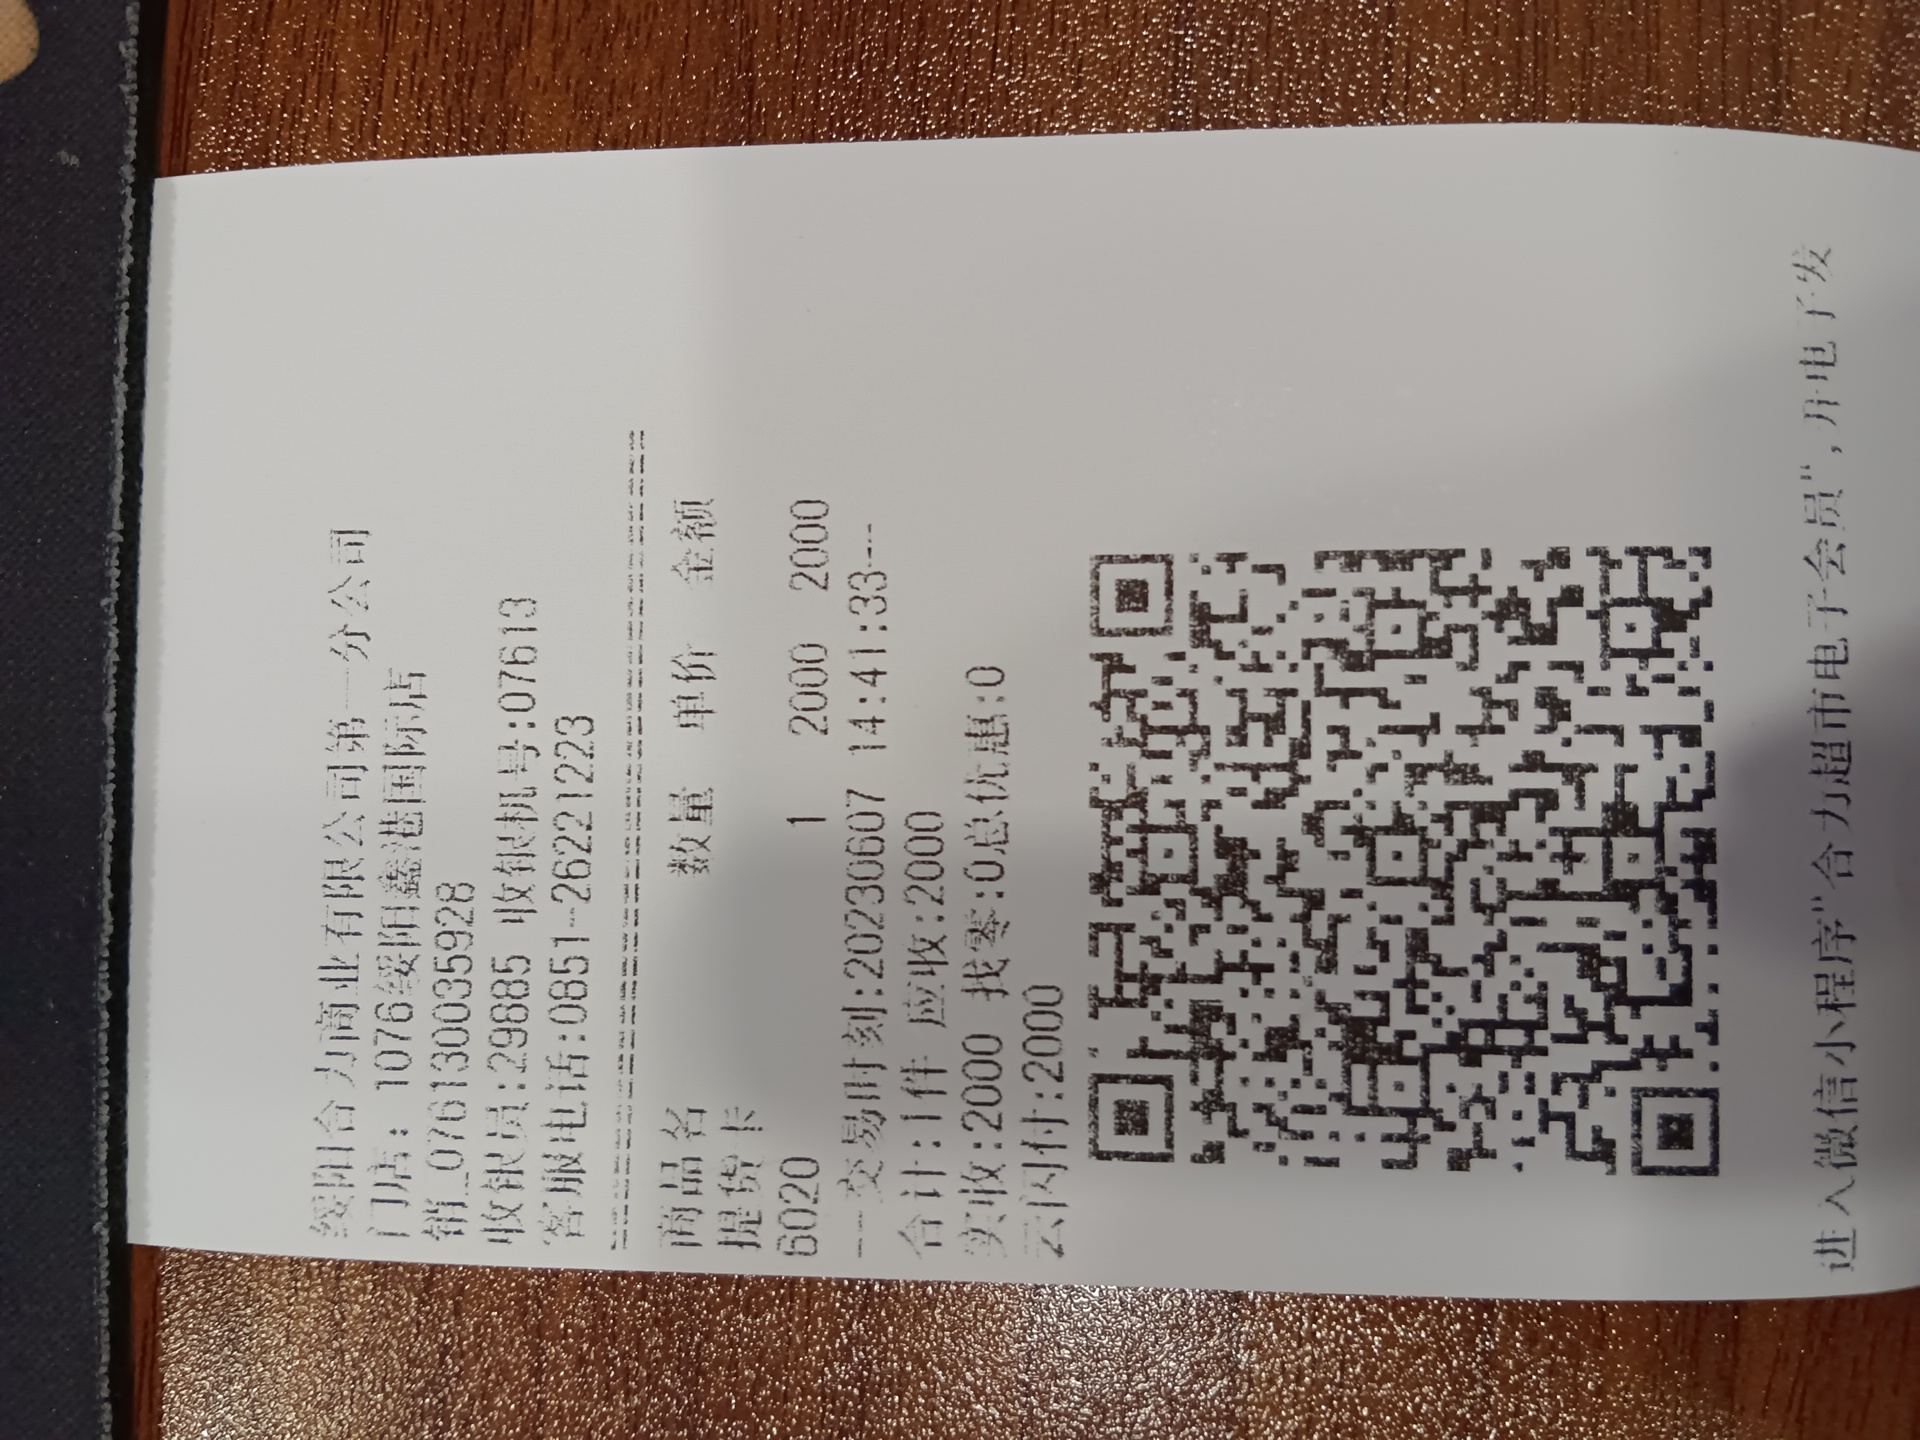 绥阳合力商业有限公司第一分公司
门店: 1076绥阳鑫港国际店
销_0761300035928
收银员:29885 收银机号:07613
客服电话:0851-26221223
商品名 数量 单价 金额
提货卡
6020 1 2000 2000
---交易时刻:20230607 14:41:33---
合计:1件 应收:2000
实收:2000 找零:0总优惠:0
云闪付:2000
进入微信小程序"合力超市电子会员",开电子发